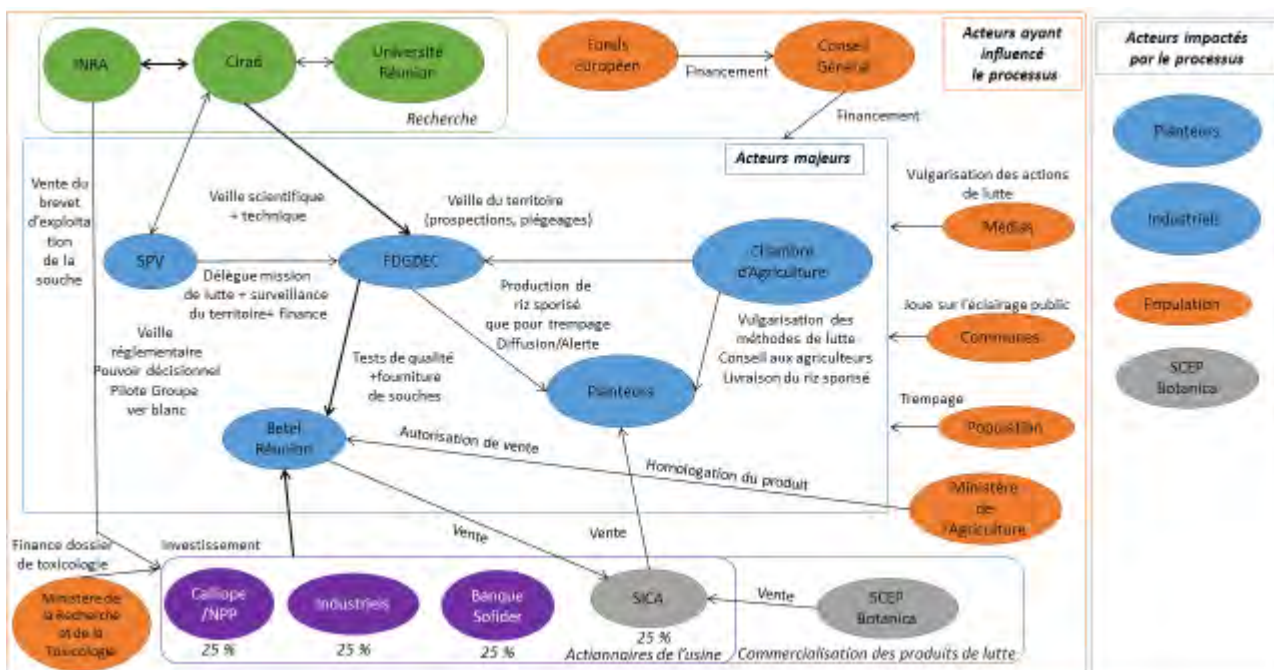 INRA
Cirad
Université
Réunion
Recherche
Fonds
européen
Financement
Conseil
Général
Financement
Acteurs ayant
influencé
le processus
Acteurs impactés
par le processus
Planteurs
Industriels
Population
SCEP
Botanica
Acteurs majeurs
Vente du
brevet
d'exploita
tion de la
souche
Veille scientifique
+ technique
Veille du territoire
(prospections, piégeages)
SPV
FDGDEC
Chambre
d'Agriculture
Délègue mission
de lutte + surveillance
du territoire+ finance
Production de
riz sporisé
que pour trempage
Diffusion/Alerte
Vulgarisation des
méthodes de lutte
Conseil aux agriculteurs
Livraison du riz sporisé
Veille
réglementaire
Pouvoir décisionnel
Pilote Groupe
ver blanc
Tests de qualité
+fourniture
de souches
Planteurs
Betel
Réunion
Autorisation de vente
Homologation du produit
Vulgarisation des actions
de lutte
Médias
Joue sur l'éclairage public
Communes
Trempage
Population
Ministère
de
l'Agriculture
Vente
Vente
Finance dossier
de toxicologie
Investissement
Ministère de
la Recherche
et de la
Toxicologie
Calliope
/NPP
25 %
Industriels
25 %
Banque
Solider
25 %
SICA
25 %
Actionnaires de l'usine
Vente
SCEP
Botanica
Commercialisation des produits de lutte